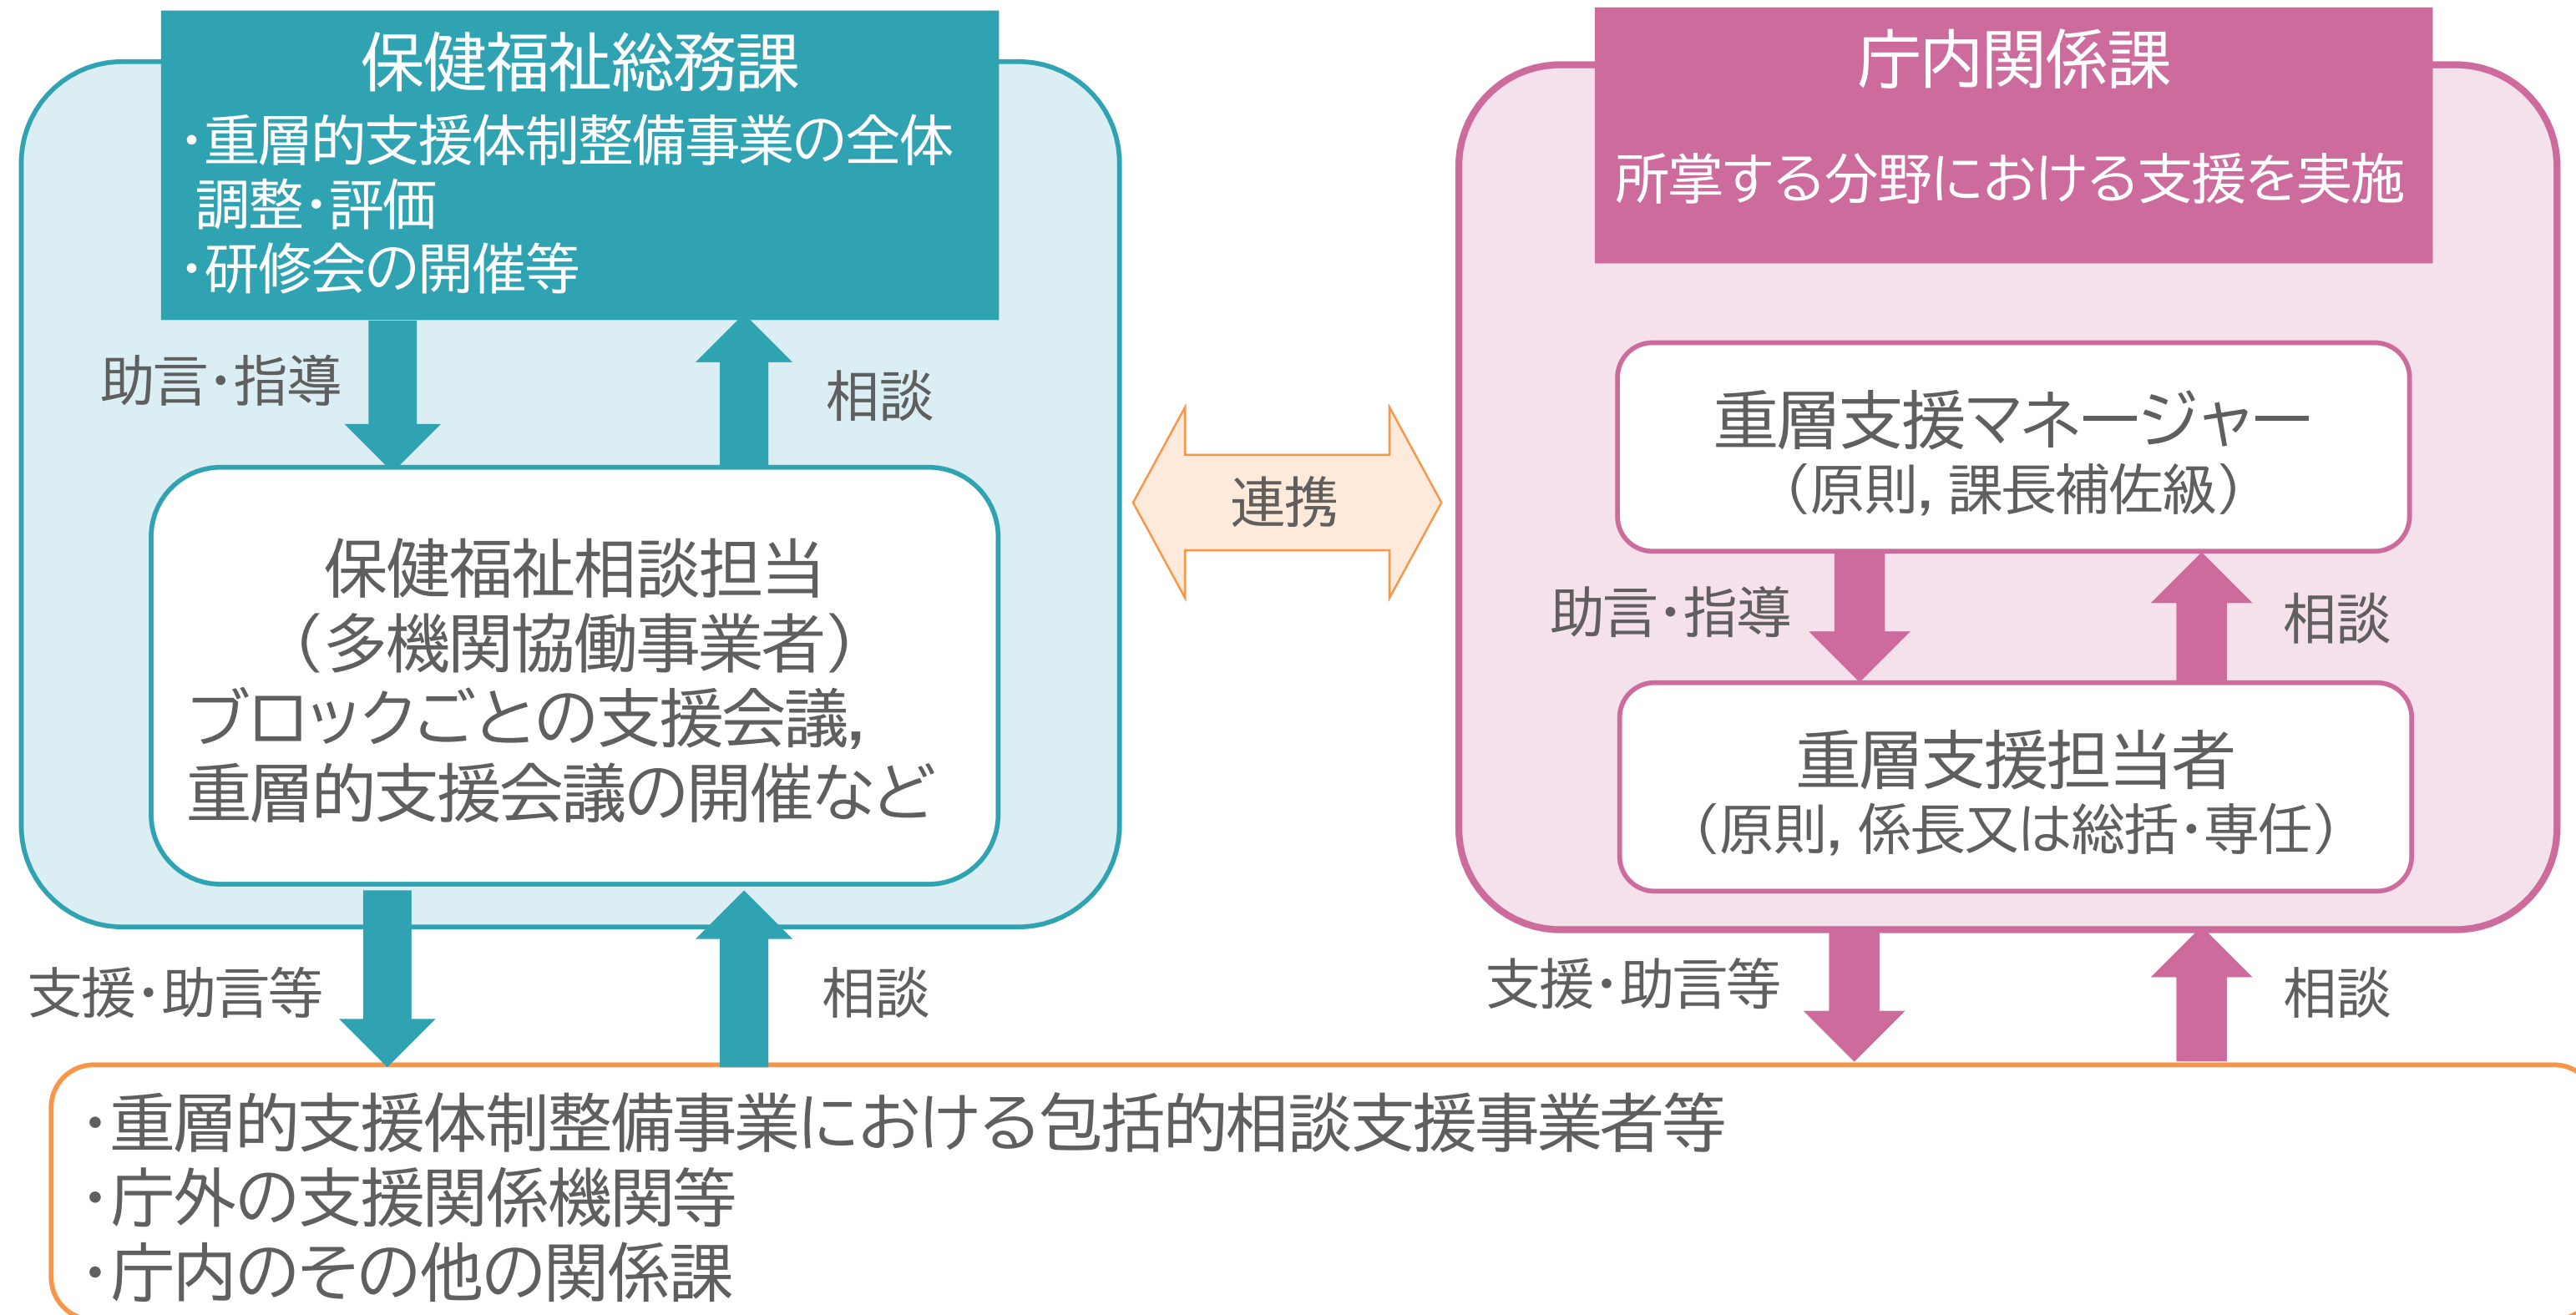 保健福祉総務課
・重層的支援体制整備事業の全体
調整・評価
・研修会の開催等
助言・指導
相談
保健福祉相談担当
（多機関協働事業者）
ブロックごとの支援会議,
重層的支援会議の開催など
支援・助言等
相談
連携
庁内関係課
所掌する分野における支援を実施
重層支援マネージャー
（原則, 課長補佐級）
助言・指導
相談
重層支援担当者
（原則, 係長又は総括・専任）
支援・助言等
相談
・重層的支援体制整備事業における包括的相談支援事業者等
・庁外の支援関係機関等
・庁内のその他の関係課